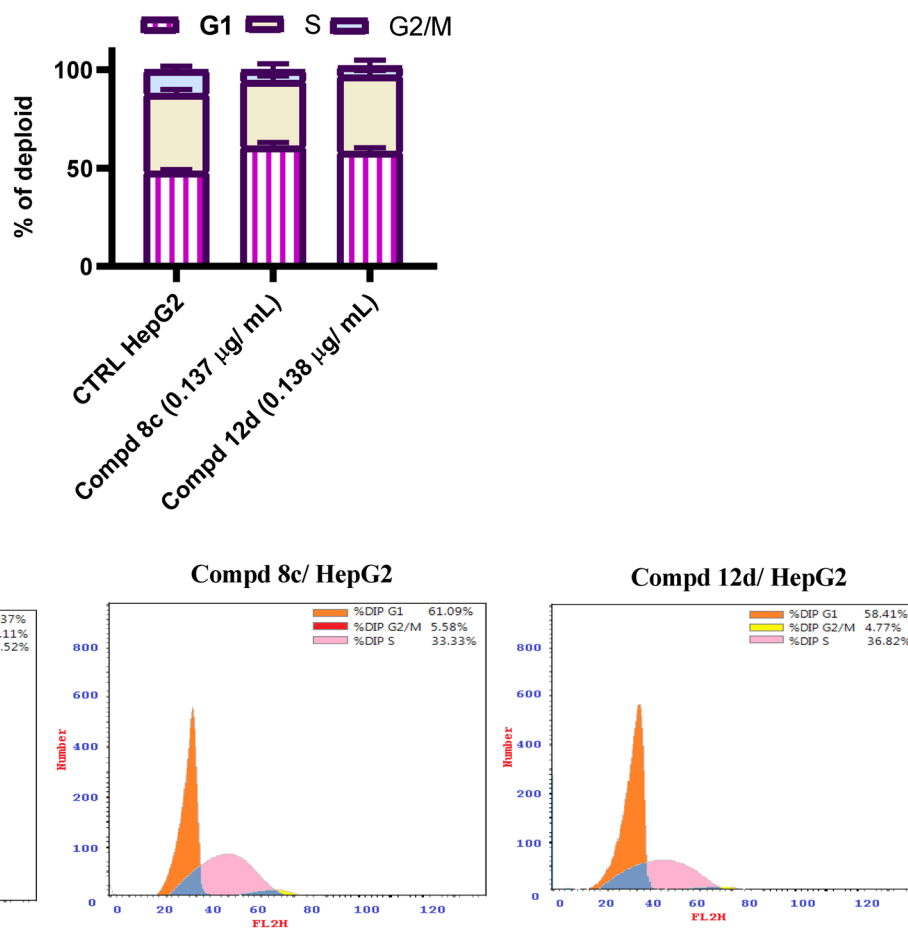 G1 S G2/M
% of deploid
100
50
0
CTRL HepG2
Compd 8c (0.137 µg/ mL)
Compd 12d (0.138 µg/ mL)
37%
.11%
.52%
Compd 8c/ HepG2
%DIP G1 61.09%
%DIP G2/M 5.58%
%DIP S 33.33%
Number
800
600
400
200
100
0
0 20 40 60 80 100 120
FL2H
Compd 12d/ HepG2
%DIP G1 58.41%
%DIP G2/M 4.77%
%DIP S 36.82%
Number
800
600
400
200
100
0
0 20 40 60 80 100 120
FL2H